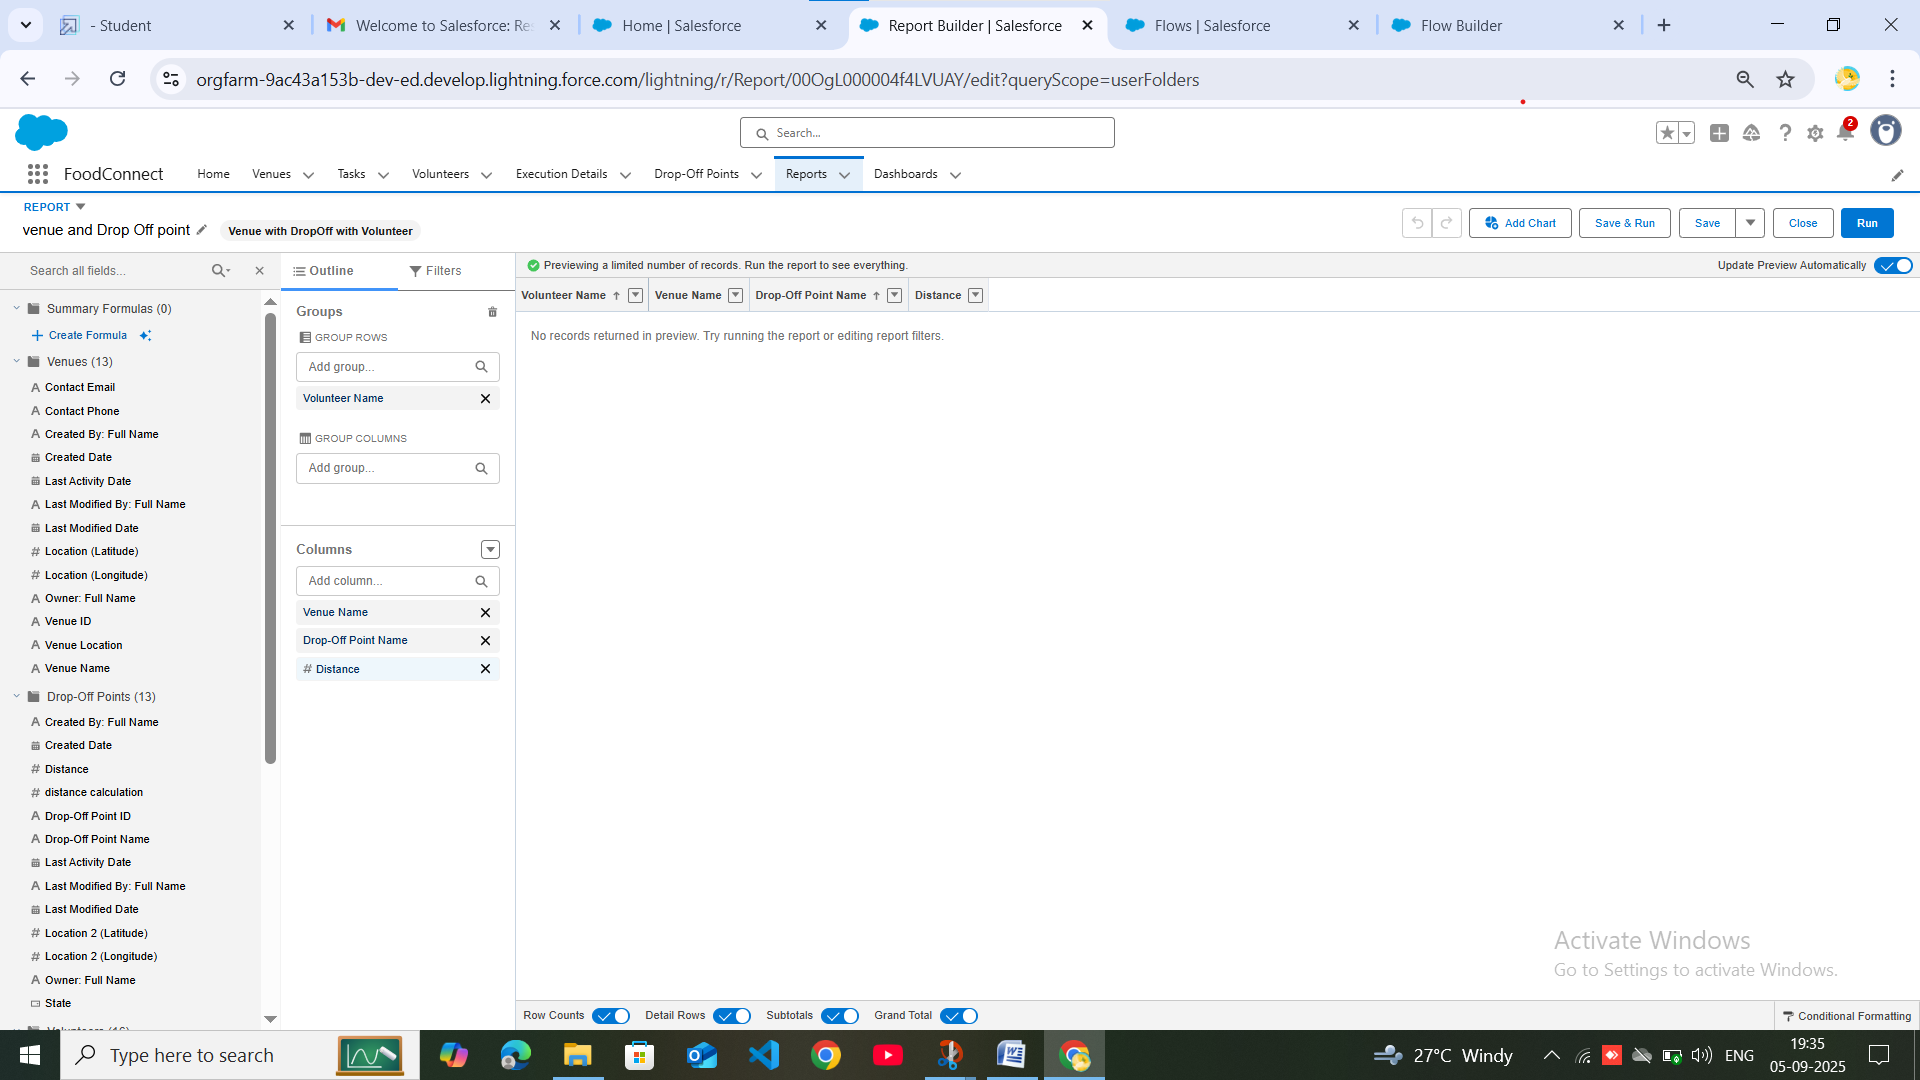 - Student
Welcome to Salesforce: Res
Home | Salesforce
Report Builder | Salesforce
Flows | Salesforce
Flow Builder
orgfarm-9ac43a153b-dev-ed.develop.lightning.force.com/lightning/r/Report/00OgL000004f4LVUAY/edit?queryScope=userFolders
Search...
2
FoodConnect
Home
Venues
Tasks
Volunteers
Execution Details
Drop-Off Points
Reports
Dashboards
REPORT
venue and Drop Off point
Venue with DropOff with Volunteer
Add Chart
Save & Run
Save
Close
Run
Search all fields...
Outline
Filters
Previewing a limited number of records. Run the report to see everything.
Update Preview Automatically
Summary Formulas (0)
Create Formula
Venues (13)
Contact Email
Contact Phone
Created By: Full Name
Created Date
Last Activity Date
Last Modified By: Full Name
Last Modified Date
Location (Latitude)
Location (Longitude)
Owner: Full Name
Venue ID
Venue Location
Venue Name
Drop-Off Points (13)
Created By: Full Name
Created Date
Distance
distance calculation
Drop-Off Point ID
Drop-Off Point Name
Last Activity Date
Last Modified By: Full Name
Last Modified Date
Location 2 (Latitude)
Location 2 (Longitude)
Owner: Full Name
State
Groups
GROUP ROWS
Add group...
Volunteer Name
GROUP COLUMNS
Add group...
Columns
Add column...
Venue Name
Drop-Off Point Name
# Distance
Volunteer Name
Venue Name
Drop-Off Point Name
Distance
No records returned in preview. Try running the report or editing report filters.
Activate Windows
Go to Settings to activate Windows.
Row Counts
Detail Rows
Subtotals
Grand Total
Conditional Formatting
Type here to search
27°C Windy
ENG
19:35
05-09-2025